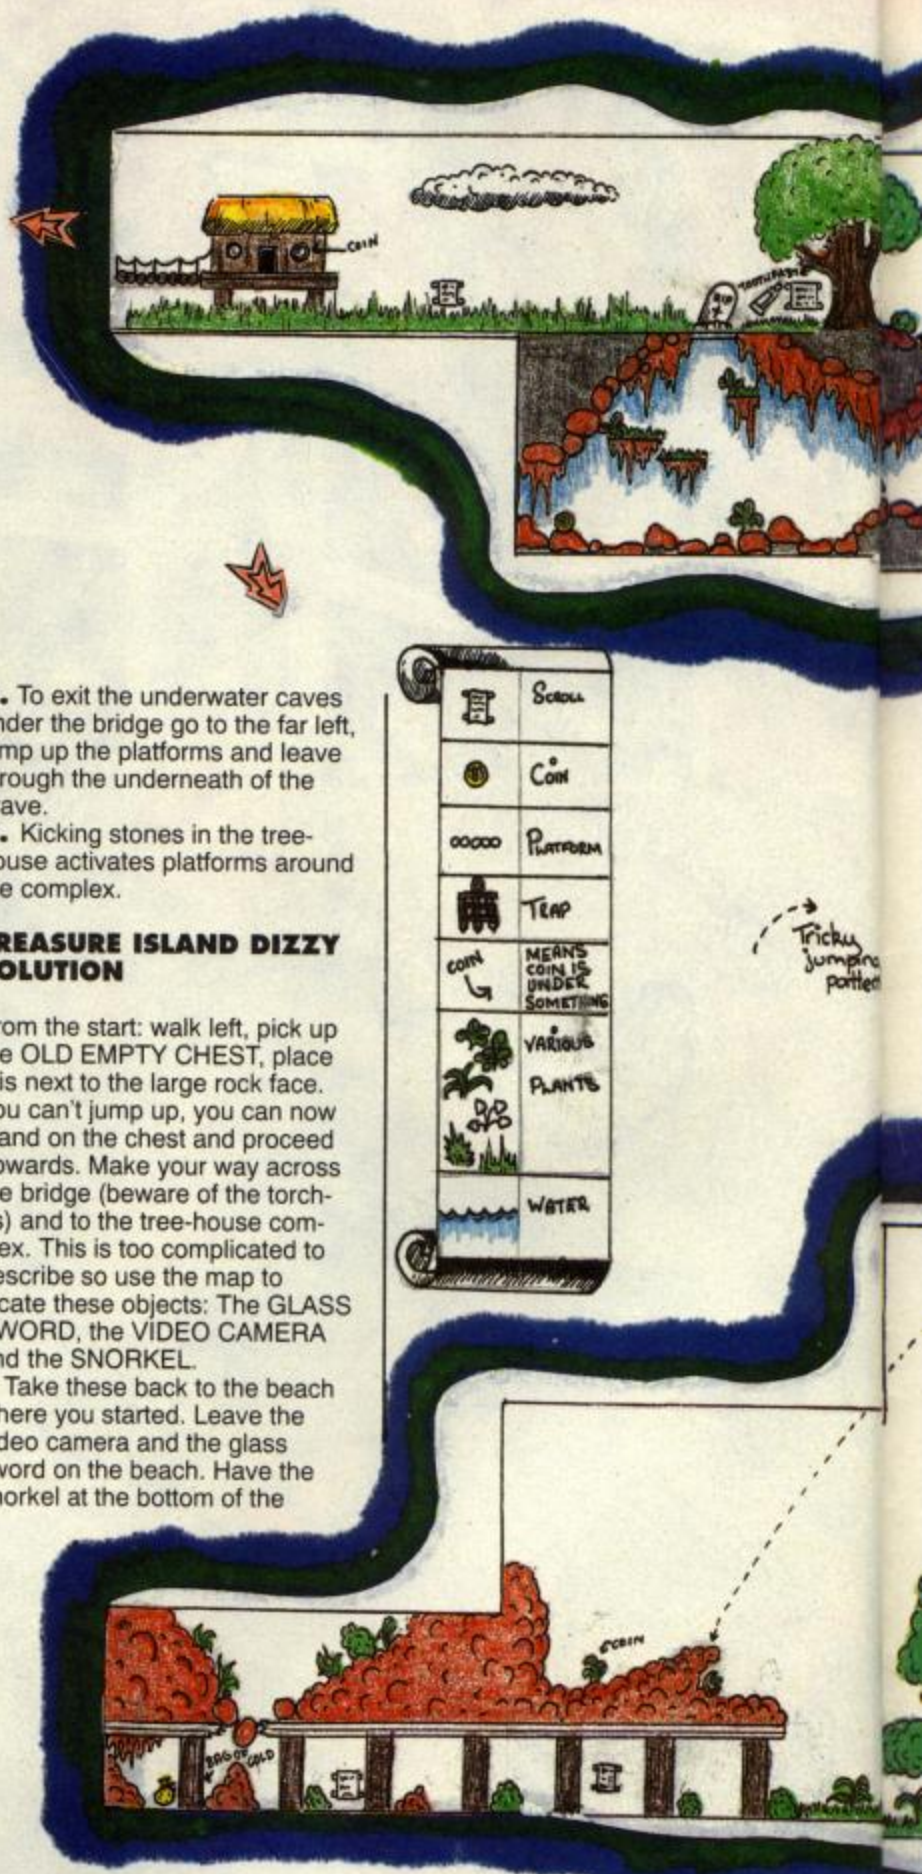 COIN
TOOTHPASTE
RIP
. To exit the underwater caves
nder the bridge go to the far left,
mp up the platforms and leave
rough the underneath of the
ave.
. Kicking stones in the tree-
ouse activates platforms around
e complex.
REASURE ISLAND DIZZY
OLUTION
rom the start: walk left, pick up
e OLD EMPTY CHEST, place
is next to the large rock face.
ou can't jump up, you can now
and on the chest and proceed
owards. Make your way across
e bridge (beware of the torch-
s) and to the tree-house com-
ex. This is too complicated to
escribe so use the map to
cate these objects: The GLASS
WORD, the VIDEO CAMERA
nd the SNORKEL.
Take these back to the beach
here you started. Leave the
deo camera and the glass
word on the beach. Have the
norkel at the bottom of the
SCROLL
COIN
PLATFORM
TRAP
COIN
MEANS
COIN IS
UNDER
SOMETHING
VARIOUS
PLANTS
WATER
Tricky
jumping
COIN
BAG OF GOLD